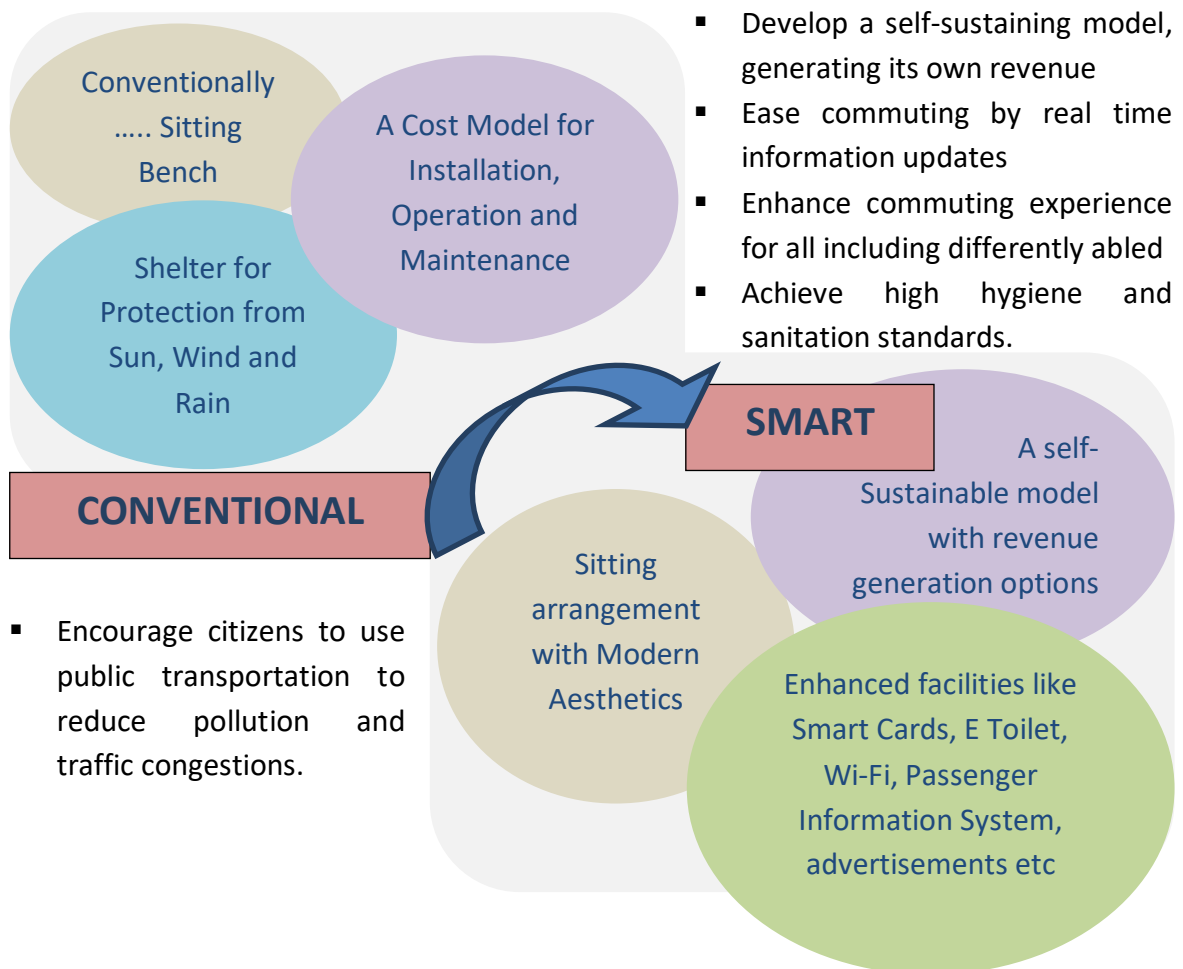 Conventionally
..... Sitting
Bench
A Cost Model for
Installation,
Operation and
Maintenance
Shelter for
Protection from
Sun, Wind and
Rain
CONVENTIONAL
▪ Encourage citizens to use
public transportation to
reduce pollution and
traffic congestions.
▪ Develop a self-sustaining model,
generating its own revenue
▪ Ease commuting by real time
information updates
▪ Enhance commuting experience
for all including differently abled
▪ Achieve high hygiene and
sanitation standards.
SMART
A self-
Sustainable model
with revenue
generation options
Sitting
arrangement
with Modern
Aesthetics
Enhanced facilities like
Smart Cards, E Toilet,
Wi-Fi, Passenger
Information System,
advertisements etc